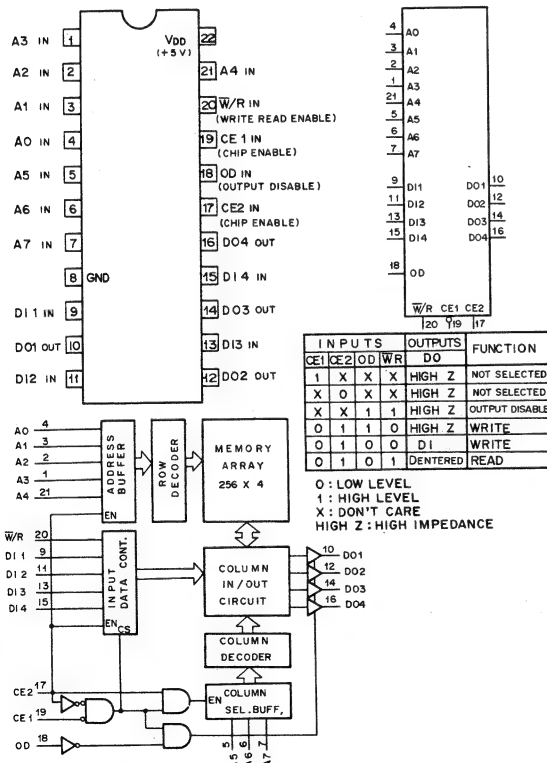 A3 IN 1
22
VDD
(+5V)
A2 IN 2
21 A4 IN
A1 IN 3
20 W̅/R IN
(WRITE READ ENABLE)
A0 IN 4
19 CE 1 IN
(CHIP ENABLE)
A5 IN 5
18 OD IN
(OUTPUT DISABLE)
A6 IN 6
17 CE2 IN
(CHIP ENABLE)
A7 IN 7
16 DO4 OUT
8 GND
15 DI4 IN
DI1 IN 9
14 DO3 OUT
DO1 OUT 10
13 DI3 IN
DI2 IN 11
12 DO2 OUT
4 A0
3 A1
2 A2
1 A3
21 A4
5 A5
6 A6
7 A7
9 DI1 DO1 10
11 DI2 DO2 12
13 DI3 DO3 14
15 DI4 DO4 16
18 OD
W̅/R CE1 CE2
20 19 17
INPUTS OUTPUTS FUNCTION
CE1 CE2 OD W̅R DO
1 X X X HIGH Z NOT SELECTED
X 0 X X HIGH Z NOT SELECTED
X X 1 1 HIGH Z OUTPUT DISABLE
0 1 1 0 HIGH Z WRITE
0 1 0 0 DI WRITE
0 1 0 1 DENTERED READ
0 : LOW LEVEL
1 : HIGH LEVEL
X : DON'T CARE
HIGH Z : HIGH IMPEDANCE
A0 4
A1 3
A2 2
A3 1
A4 21
ADDRESS BUFFER
EN
ROW DECODER
MEMORY ARRAY 256 X 4
W̅/R 20
DI1 9
DI2 11
DI3 13
DI4 15
INPUT DATA CONT.
EN
CS
COLUMN IN/OUT CIRCUIT
10 DO1
12 DO2
14 DO3
16 DO4
COLUMN DECODER
CE2 17
CE1 19
OD 18
EN COLUMN SEL.BUFF,
5 6 7
A6 A7